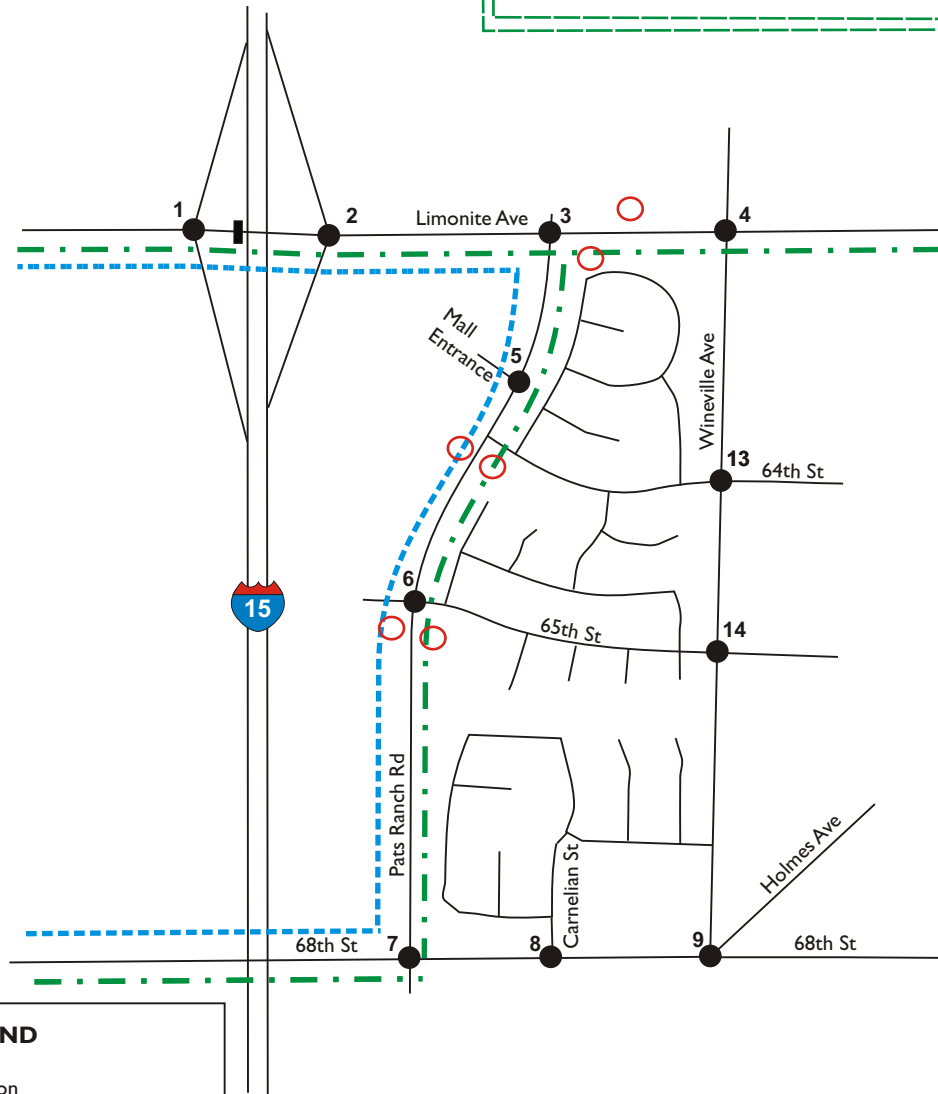 1
2
Limonite Ave
3
4
Mall
Entrance
5
Wineville Ave
13
64th St
6
15
65th St
14
Pats Ranch Rd
Carnelian St
Holmes Ave
68th St
7
8
9
68th St
ND
on